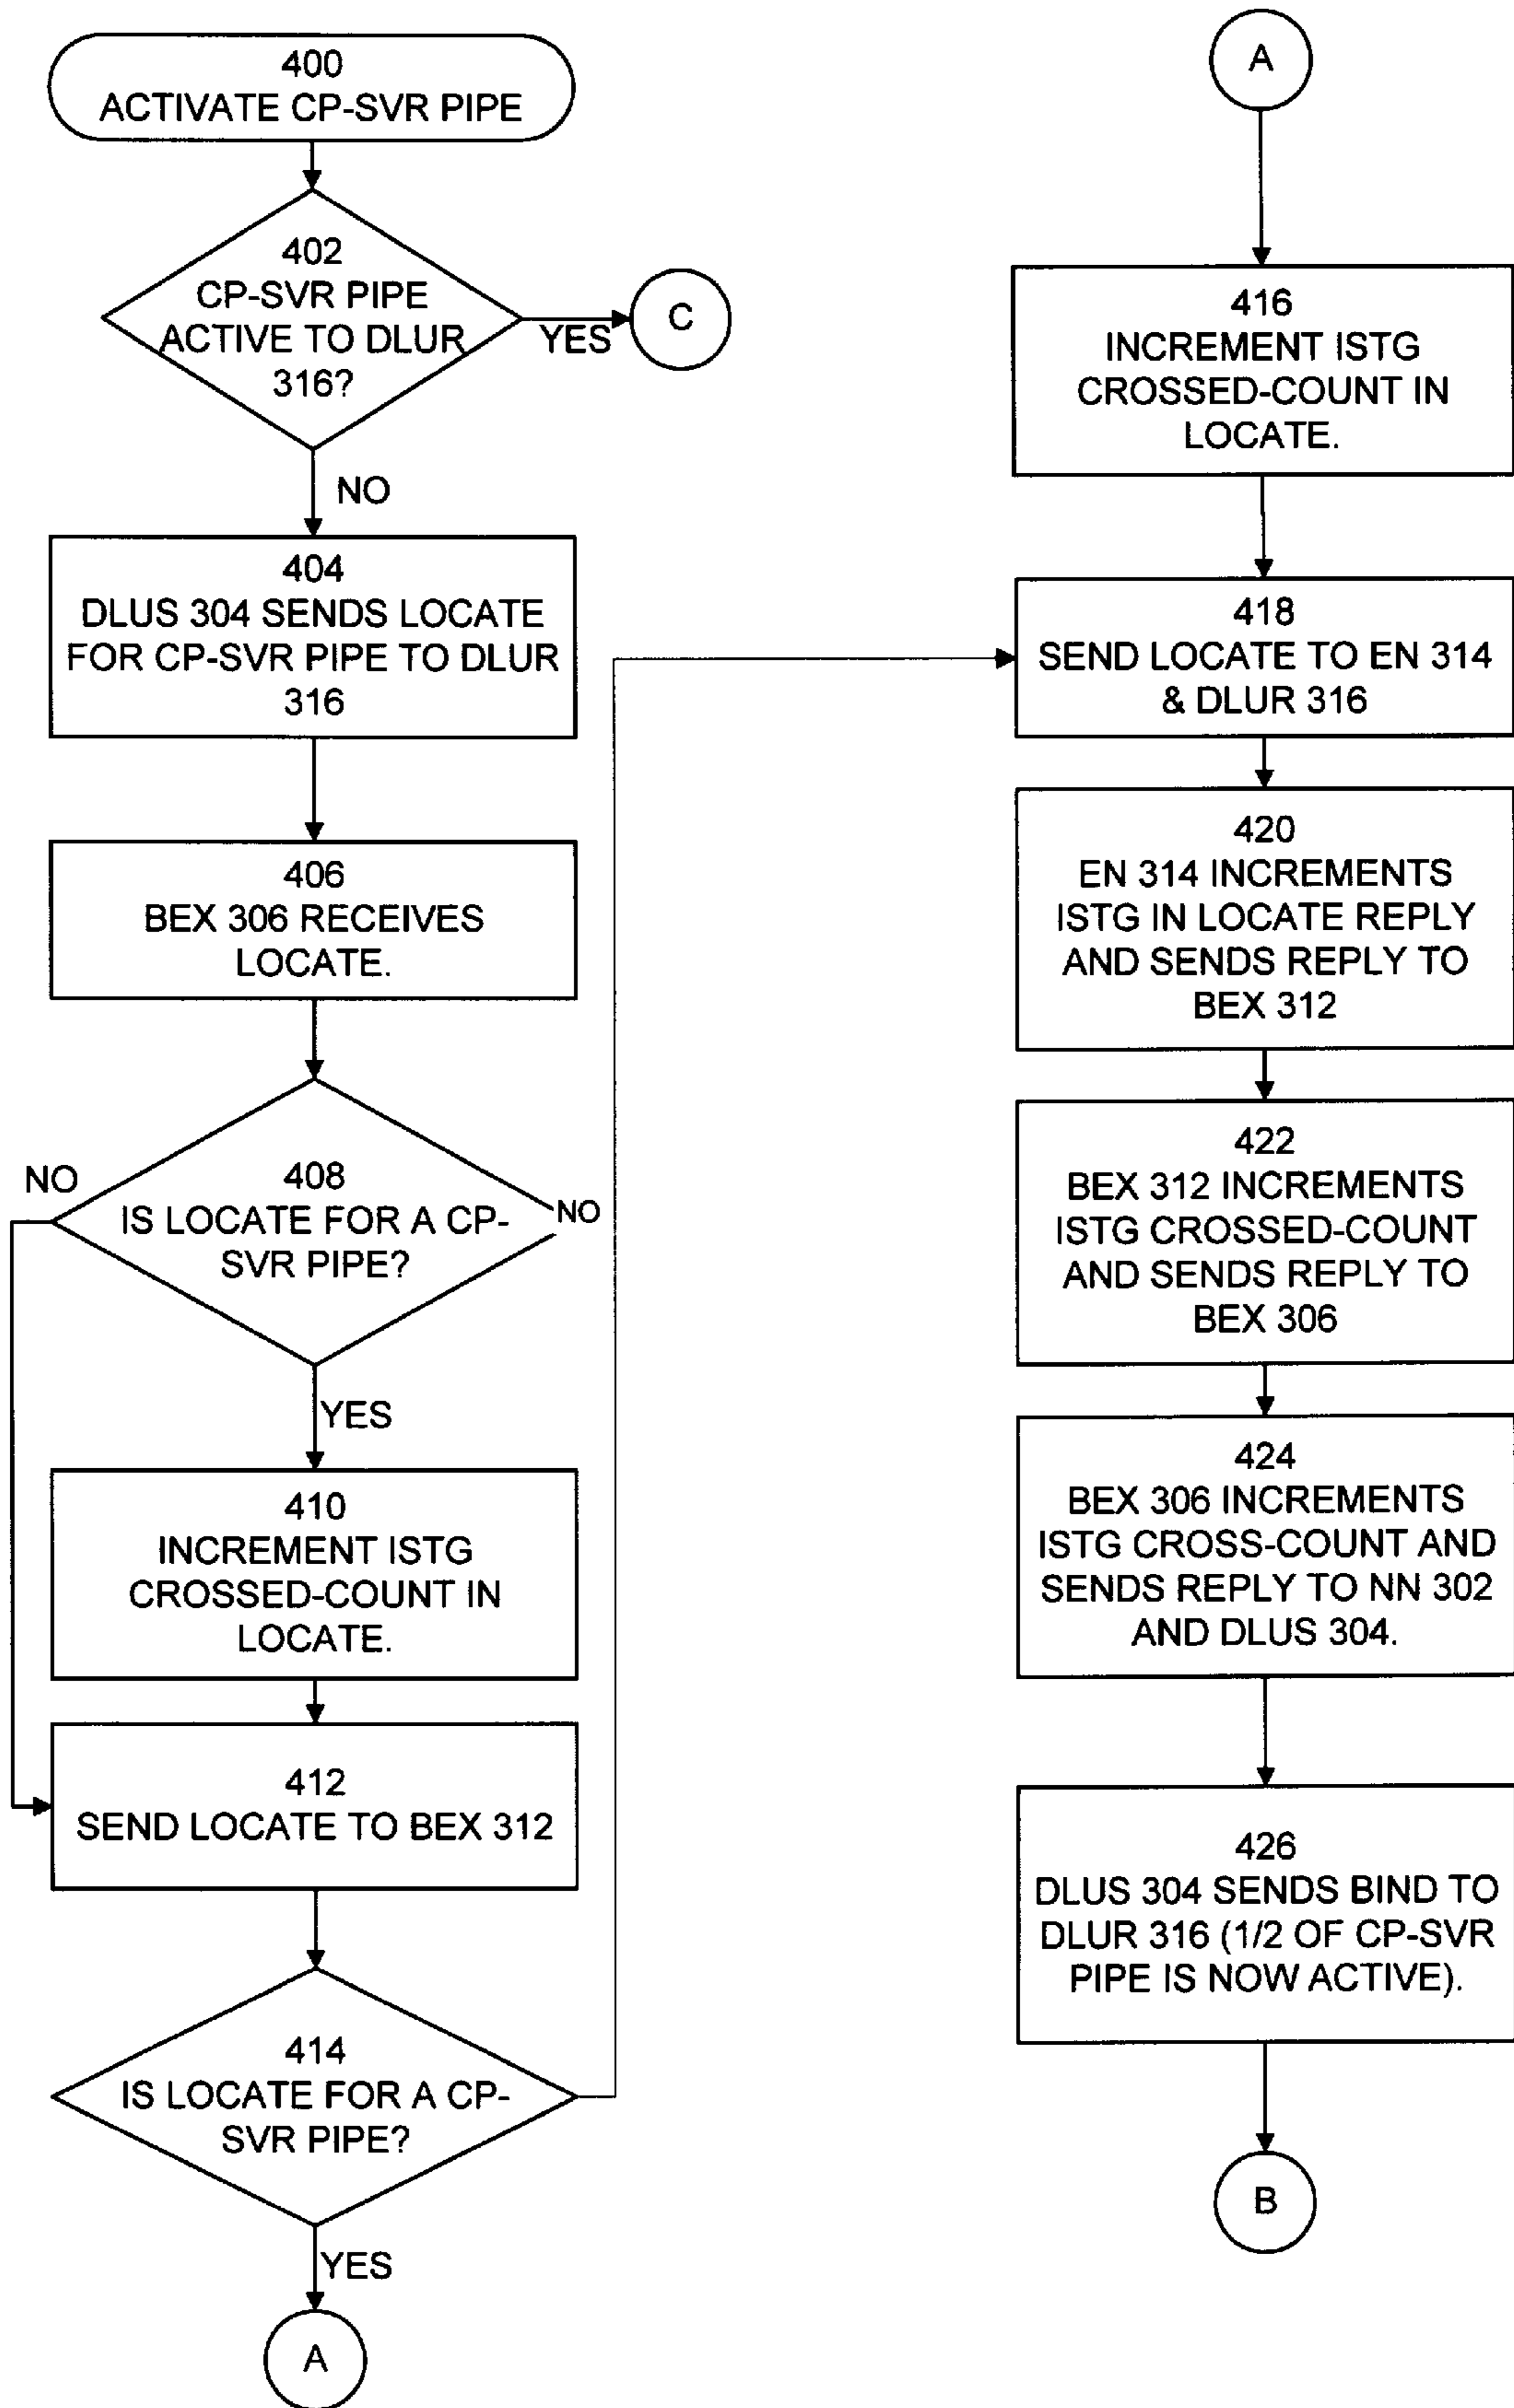 400
ACTIVATE CP-SVR PIPE
402
CP-SVR PIPE
ACTIVE TO DLUR
316?
YES
C
NO
404
DLUS 304 SENDS LOCATE
FOR CP-SVR PIPE TO DLUR
316
406
BEX 306 RECEIVES
LOCATE.
NO
408
IS LOCATE FOR A CP-
SVR PIPE?
NO
YES
410
INCREMENT ISTG
CROSSED-COUNT IN
LOCATE.
412
SEND LOCATE TO BEX 312
414
IS LOCATE FOR A CP-
SVR PIPE?
YES
A
A
416
INCREMENT ISTG
CROSSED-COUNT IN
LOCATE.
418
SEND LOCATE TO EN 314
& DLUR 316
420
EN 314 INCREMENTS
ISTG IN LOCATE REPLY
AND SENDS REPLY TO
BEX 312
422
BEX 312 INCREMENTS
ISTG CROSSED-COUNT
AND SENDS REPLY TO
BEX 306
424
BEX 306 INCREMENTS
ISTG CROSS-COUNT AND
SENDS REPLY TO NN 302
AND DLUS 304.
426
DLUS 304 SENDS BIND TO
DLUR 316 (1/2 OF CP-SVR
PIPE IS NOW ACTIVE).
B